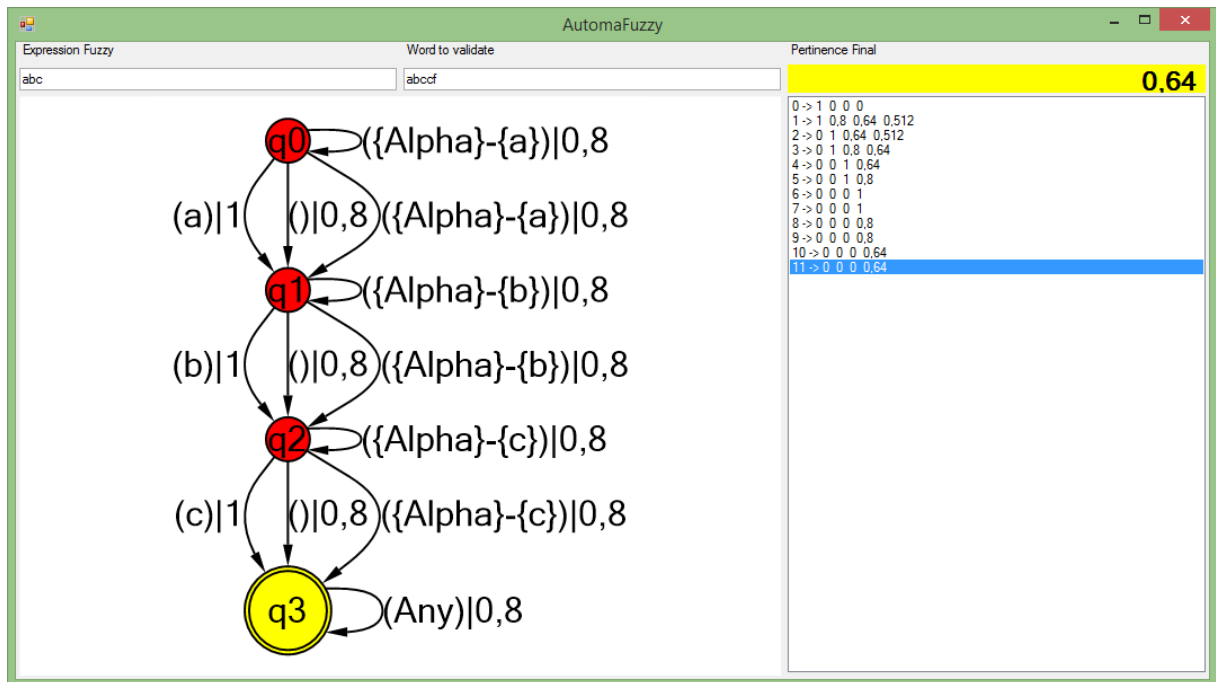 AutomaFuzzy
Expression Fuzzy
Word to validate
Pertinence Final
abc
abccf
0,64
q0
({Alpha}-{a})|0,8
(a)|1
()|0,8
({Alpha}-{a})|0,8
q1
({Alpha}-{b})|0,8
(b)|1
()|0,8
({Alpha}-{b})|0,8
q2
({Alpha}-{c})|0,8
(c)|1
()|0,8
({Alpha}-{c})|0,8
q3
(Any)|0,8
0 -> 1 0 0 0
1 -> 1 0,8 0,64 0,512
2 -> 0 1 0,64 0,512
3 -> 0 1 0,8 0,64
4 -> 0 0 1 0,64
5 -> 0 0 1 0,8
6 -> 0 0 0 1
7 -> 0 0 0 1
8 -> 0 0 0 0,8
9 -> 0 0 0 0,8
10 -> 0 0 0 0,64
11 -> 0 0 0 0,64